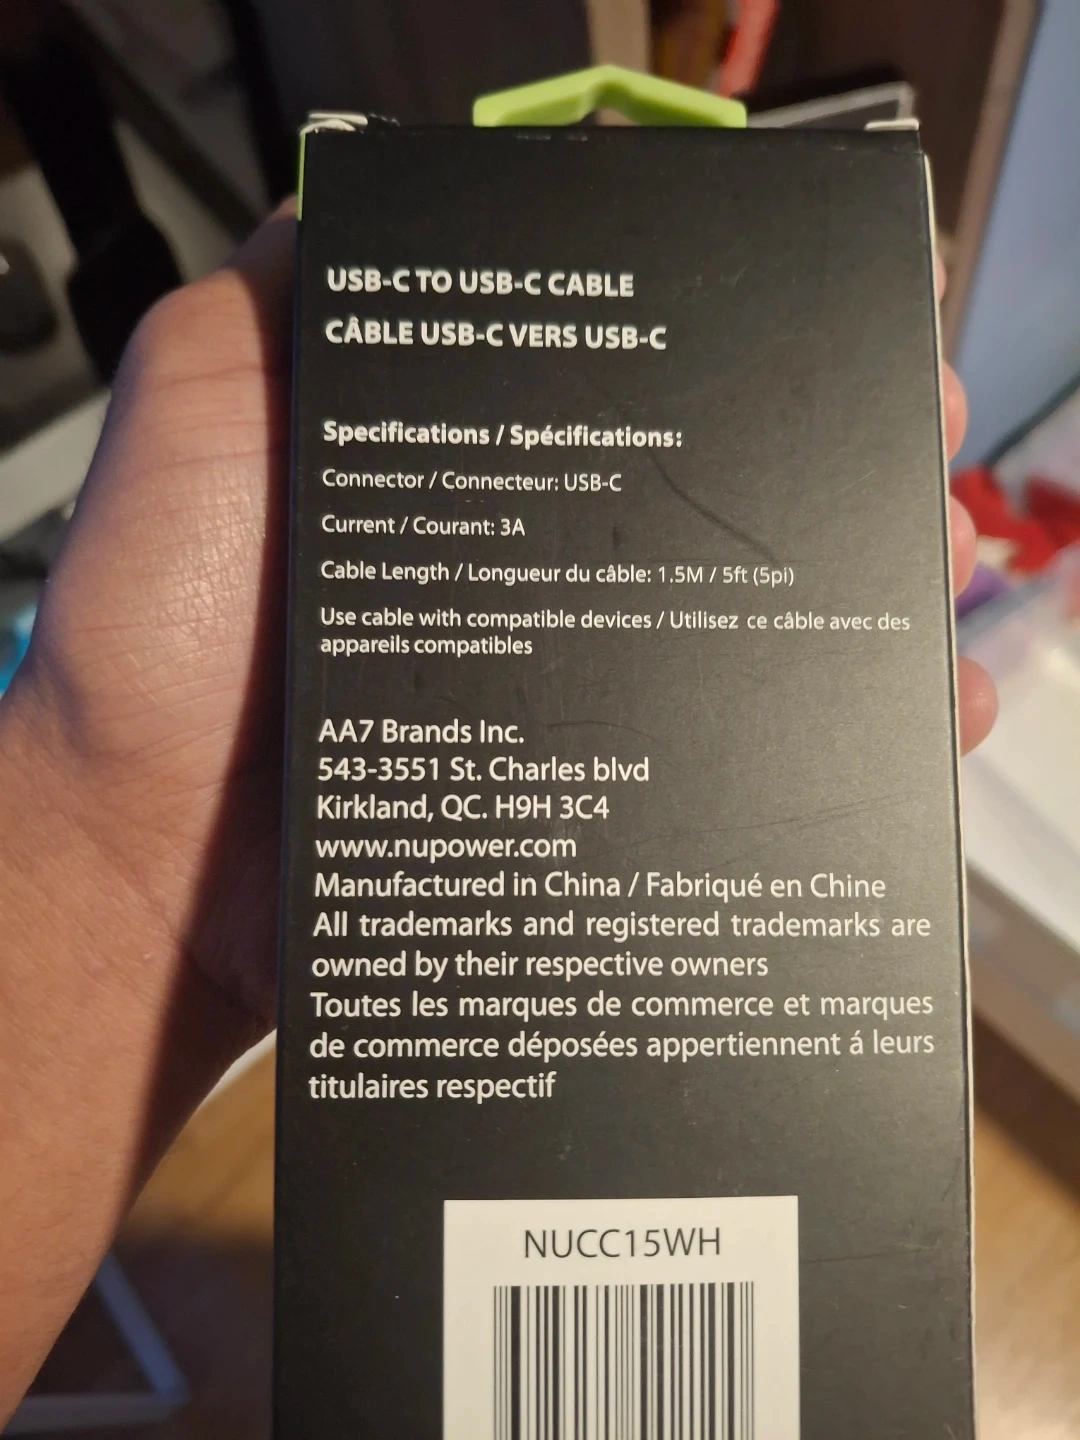 USB-C TO USB-C CABLE
CÂBLE USB-C VERS USB-C
Specifications / Spécifications:
Connector / Connecteur: USB-C
Current / Courant: 3A
Cable Length / Longueur du câble: 1.5M / 5ft (5pi)
Use cable with compatible devices / Utilisez ce câble avec des
appareils compatibles
AA7 Brands Inc.
543-3551 St. Charles blvd
Kirkland, QC. H9H 3C4
www.nupower.com
Manufactured in China / Fabriqué en Chine
All trademarks and registered trademarks are
owned by their respective owners
Toutes les marques de commerce et marques
de commerce déposées appertiennent á leurs
titulaires respectif
NUCC15WH